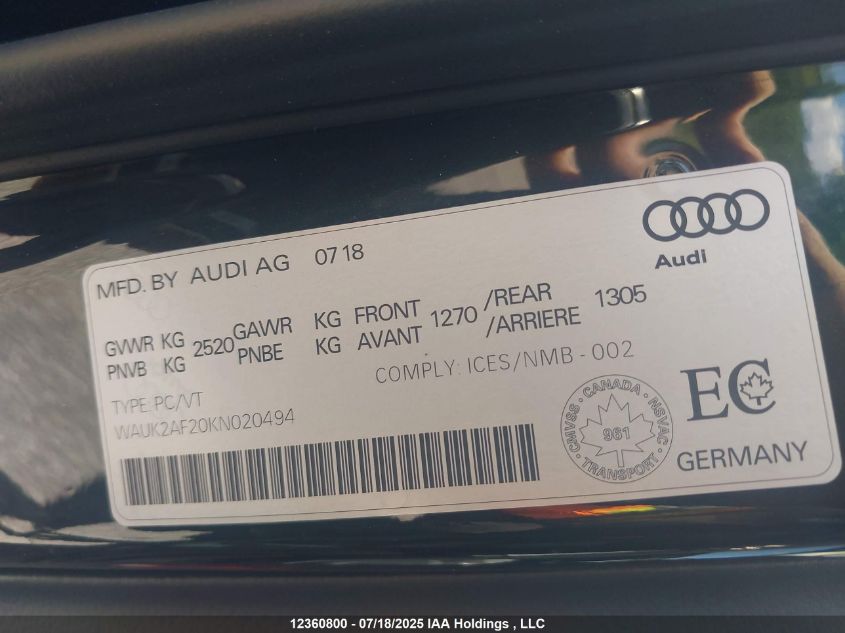 Audi
MFD. BY AUDI AG 0718
GVWR KG 2520 GAWR KG FRONT 1270 /REAR 1305
PNVB KG PNBE KG AVANT /ARRIERE
COMPLY: ICES/NMB - 002
TYPE: PC/VT
WAUK2AF20KN020494
CANADA · NSVAC · TRANSPORT · CMVSS
961
EC
GERMANY
12360800 - 07/18/2025 IAA Holdings , LLC